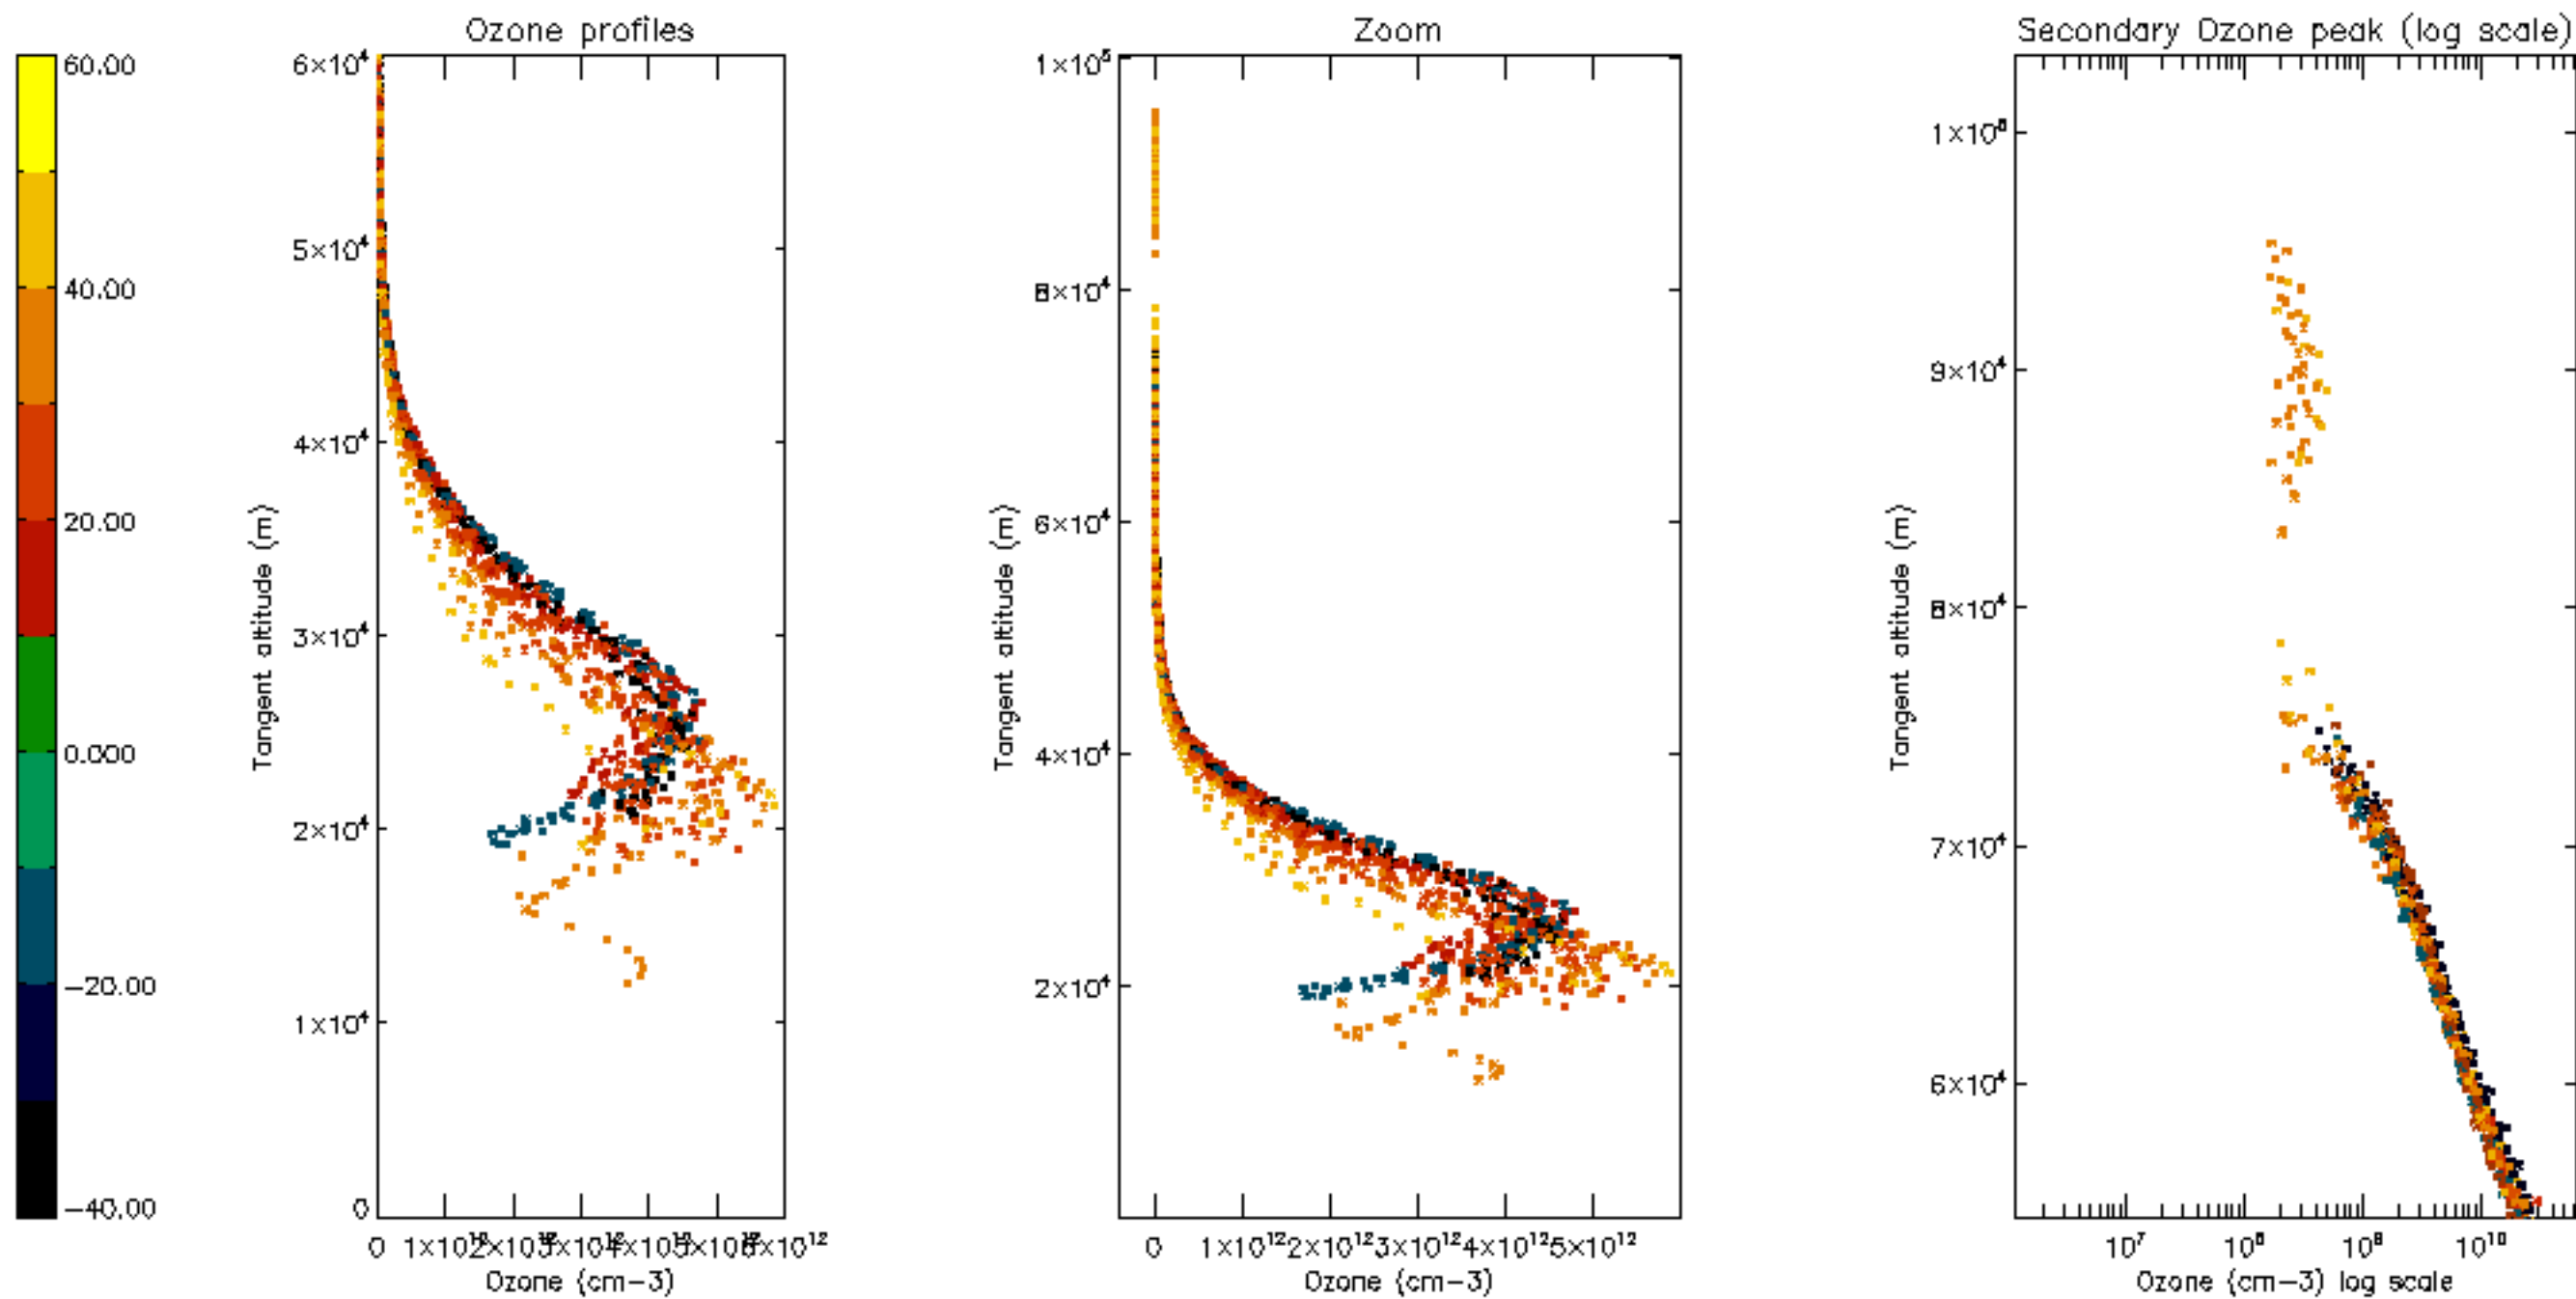 Ozone profiles
Zoom
Secondary Ozone peak (log scale)
60.00
40.00
20.00
0.000
-20.00
-40.00
Tangent altitude (m)
6×10⁴
5×10⁴
4×10⁴
3×10⁴
2×10⁴
1×10⁴
0
0
Ozone (cm-3)
Tangent altitude (m)
1×10⁵
8×10⁴
6×10⁴
4×10⁴
2×10⁴
0 1×10¹² 2×10¹² 3×10¹² 4×10¹² 5×10¹²
Ozone (cm-3)
Tangent altitude (m)
1×10⁵
9×10⁴
8×10⁴
7×10⁴
6×10⁴
10⁷ 10⁸ 10⁹ 10¹⁰
Ozone (cm-3) log scale